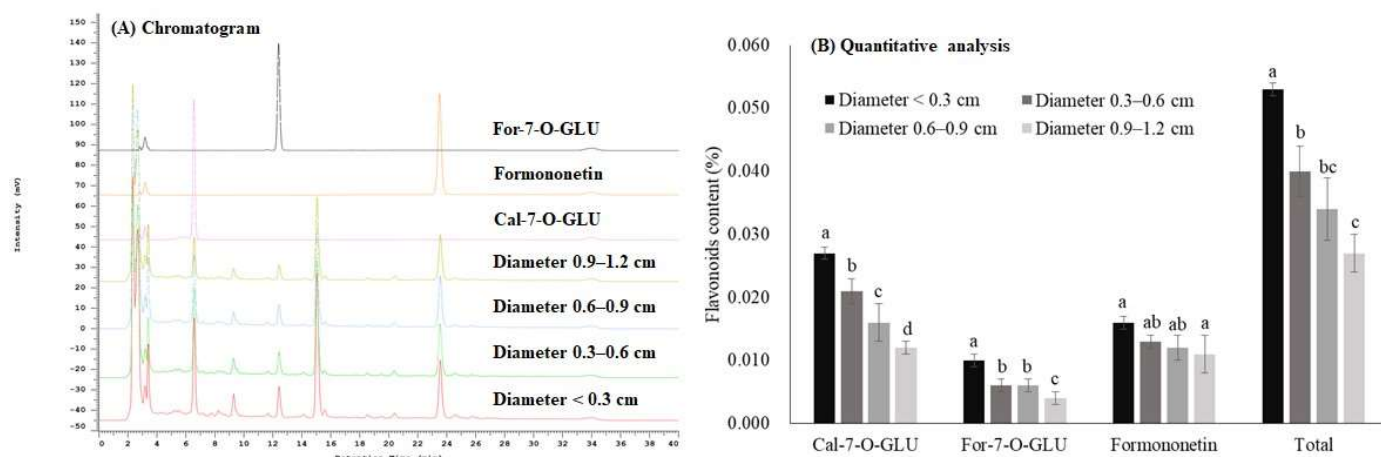 (A) Chromatogram
150
140
130
120
110
100
90
80
70
60
50
40
30
20
10
0
-10
-20
-30
-40
-50
Intensity (mV)
For-7-O-GLU
Formononetin
Cal-7-O-GLU
Diameter 0.9–1.2 cm
Diameter 0.6–0.9 cm
Diameter 0.3–0.6 cm
Diameter < 0.3 cm
0 2 4 6 8 10 12 14 16 18 20 22 24 26 28 30 32 34 36 38 40
(B) Quantitative analysis
Diameter < 0.3 cm Diameter 0.3–0.6 cm
Diameter 0.6–0.9 cm Diameter 0.9–1.2 cm
Flavonoids content (%)
0.060
0.050
0.040
0.030
0.020
0.010
0.000
a b c d
a b b c
a ab ab a
a b bc c
Cal-7-O-GLU For-7-O-GLU Formononetin Total